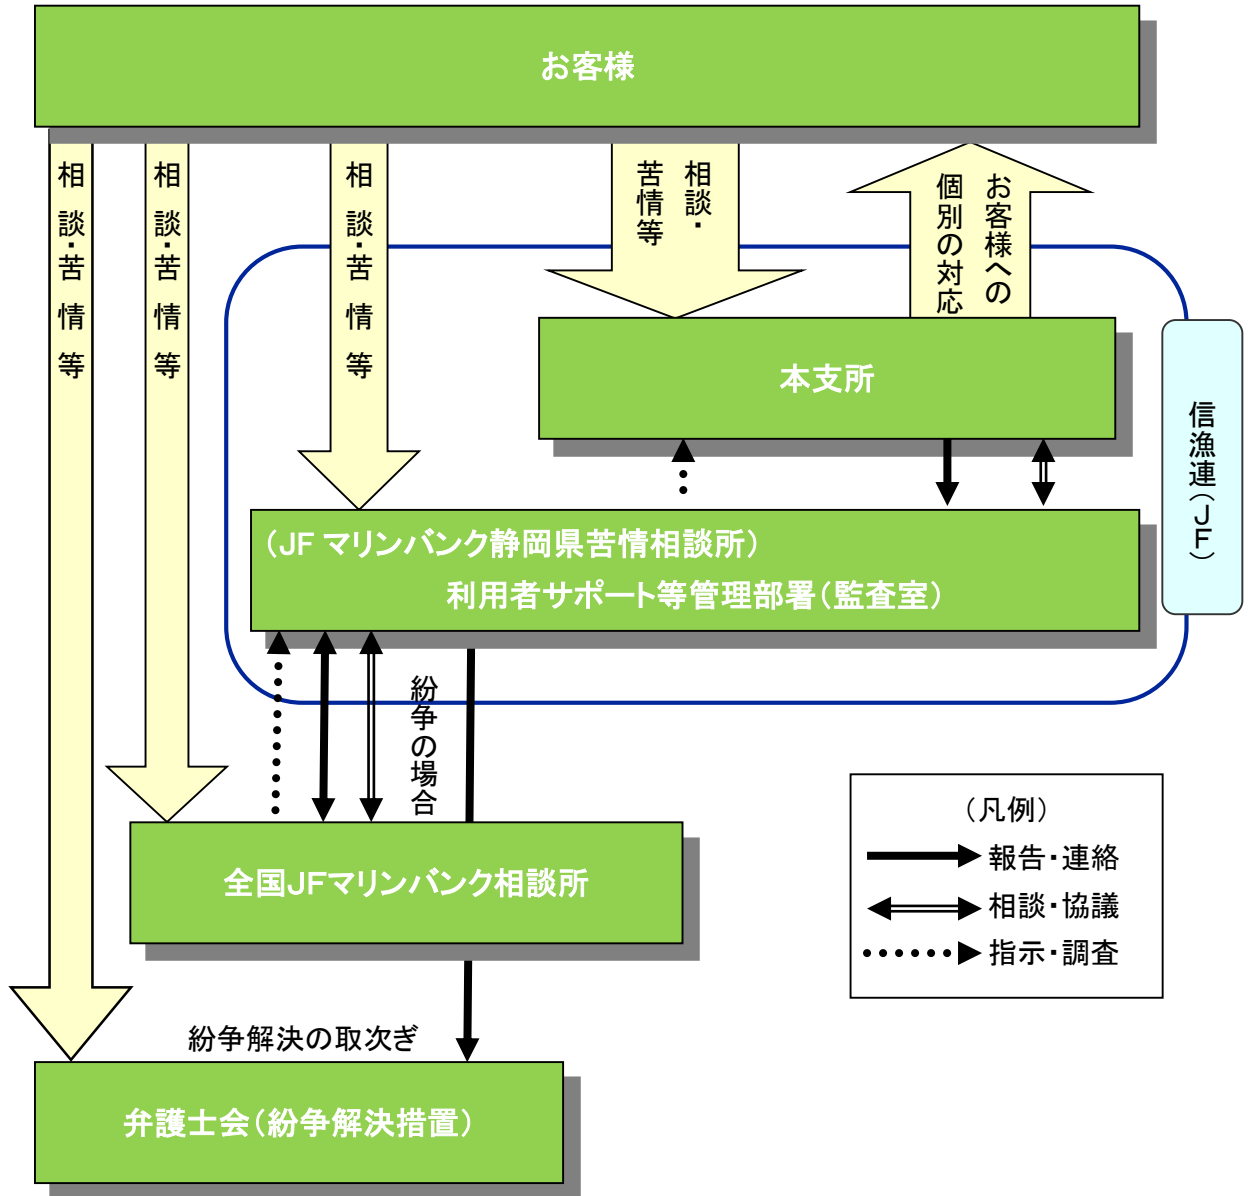 お客様
相談・苦情等
相談・苦情等
相談・苦情等
相談・
苦情等
お客様への
個別の対応
本支所
信漁連(JF)
(JF マリンバンク静岡県苦情相談所)
利用者サポート等管理部署(監査室)
紛争の場合
全国JFマリンバンク相談所
(凡例)
報告・連絡
相談・協議
指示・調査
紛争解決の取次ぎ
弁護士会(紛争解決措置)